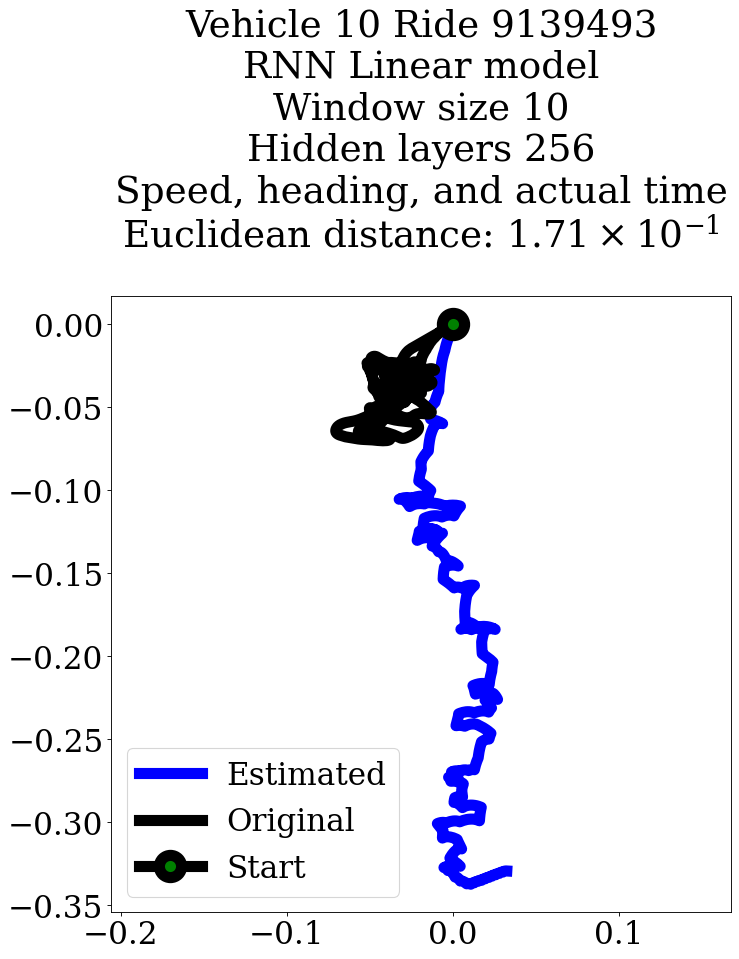 Vehicle 10 Ride 9139493
RNN Linear model
Window size 10
Hidden layers 256
Speed, heading, and actual time
Euclidean distance: 1.71 × 10⁻¹
0.00
−0.05
−0.10
−0.15
−0.20
−0.25
−0.30
−0.35
Estimated
Original
Start
−0.2 −0.1 0.0 0.1